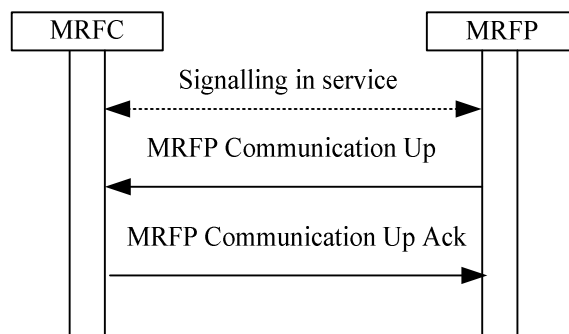 MRFC
MRFP
Signalling in service
MRFP Communication Up
MRFP Communication Up Ack